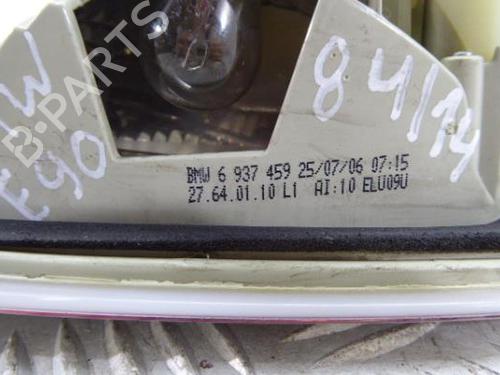 B-PARTS
W
E90
84/14
BMW 6 937 459 25/07/06 07:15
27.64.01.10 L1 AI:10 ELU09U